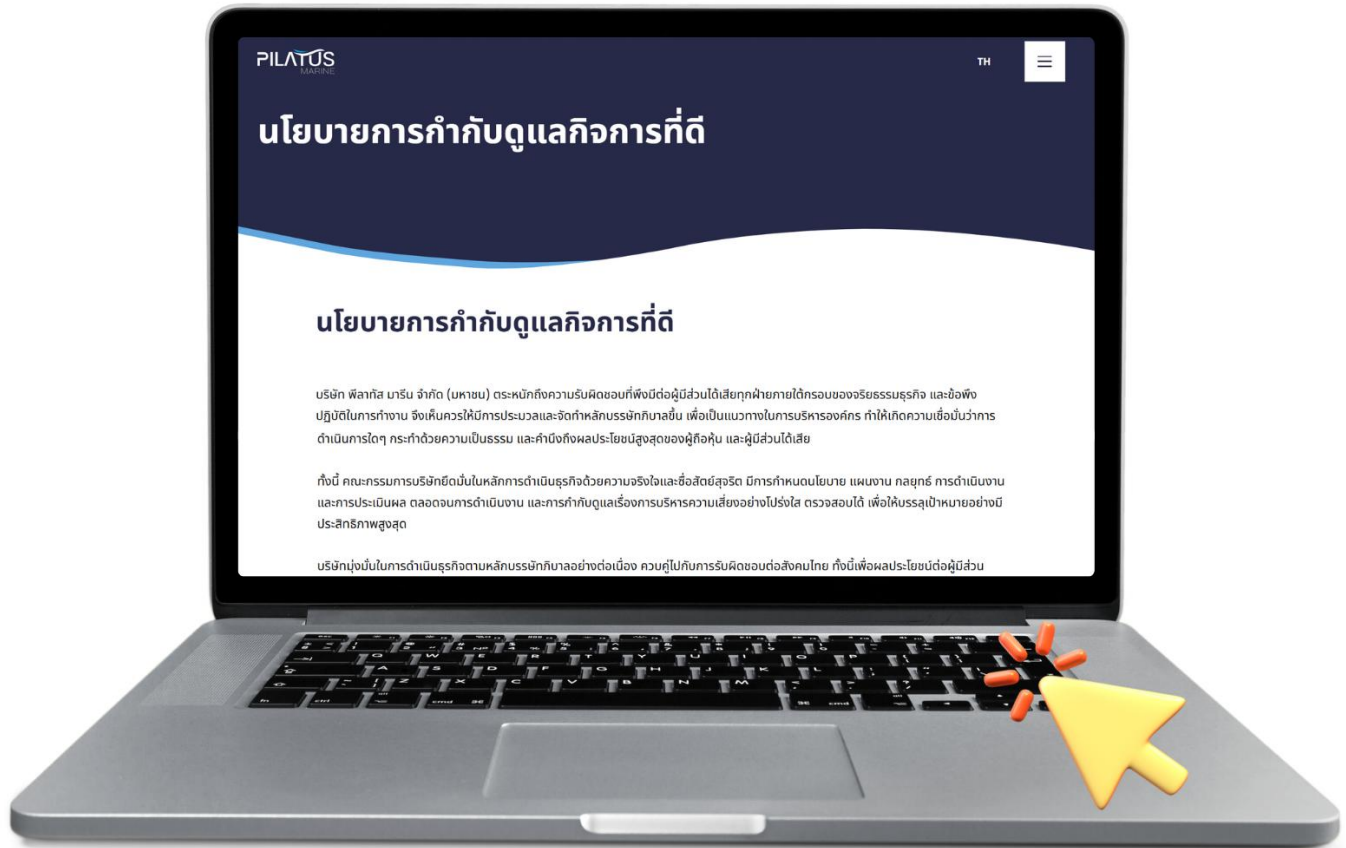 PILATUS
MARINE
TH
นโยบายการกำกับดูแลกิจการที่ดี
นโยบายการกำกับดูแลกิจการที่ดี
บริษัท พีลาทัส มารีน จำกัด (มหาชน) ตระหนักถึงความรับผิดชอบที่พึงมีต่อผู้มีส่วนได้เสียทุกฝ่ายภายใต้กรอบของจริยธรรมธุรกิจ และข้อพึง
ปฏิบัติในการทำงาน จึงเห็นควรให้มีการประมวลและจัดทำหลักบรรษัทภิบาลขึ้น เพื่อเป็นแนวทางในการบริหารองค์กร ทำให้เกิดความเชื่อมั่นว่าการ
ดำเนินการใดๆ กระทำด้วยความเป็นธรรม และคำนึงถึงผลประโยชน์สูงสุดของผู้ถือหุ้น และผู้มีส่วนได้เสีย
ทั้งนี้ คณะกรรมการบริษัทยึดมั่นในหลักการดำเนินธุรกิจด้วยความจริงใจและซื่อสัตย์สุจริต มีการกำหนดนโยบาย แผนงาน กลยุทธ์ การดำเนินงาน
และการประเมินผล ตลอดจนการดำเนินงาน และการกำกับดูแลเรื่องการบริหารความเสี่ยงอย่างโปร่งใส ตรวจสอบได้ เพื่อให้บรรลุเป้าหมายอย่างมี
ประสิทธิภาพสูงสุด
บริษัทมุ่งมั่นในการดำเนินธุรกิจตามหลักบรรษัทภิบาลอย่างต่อเนื่อง ควบคู่ไปกับการรับผิดชอบต่อสังคมไทย ทั้งนี้เพื่อผลประโยชน์ต่อผู้มีส่วน
Q W E R T Y U I O P
A S D F G H J K L
Z X C V B N M
fn ctrl cmd cmd